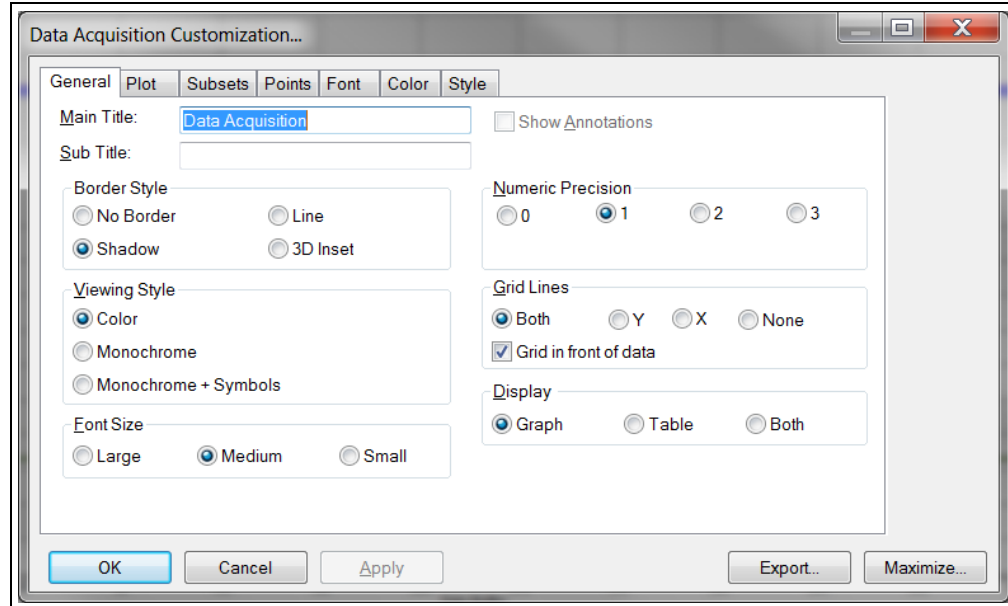 Data Acquisition Customization...
General Plot Subsets Points Font Color Style
Main Title: Data Acquisition
Show Annotations
Sub Title:
Border Style
No Border Line
Shadow 3D Inset
Numeric Precision
0 1 2 3
Viewing Style
Color
Monochrome
Monochrome + Symbols
Grid Lines
Both Y X None
Grid in front of data
Font Size
Large Medium Small
Display
Graph Table Both
OK Cancel Apply Export... Maximize...